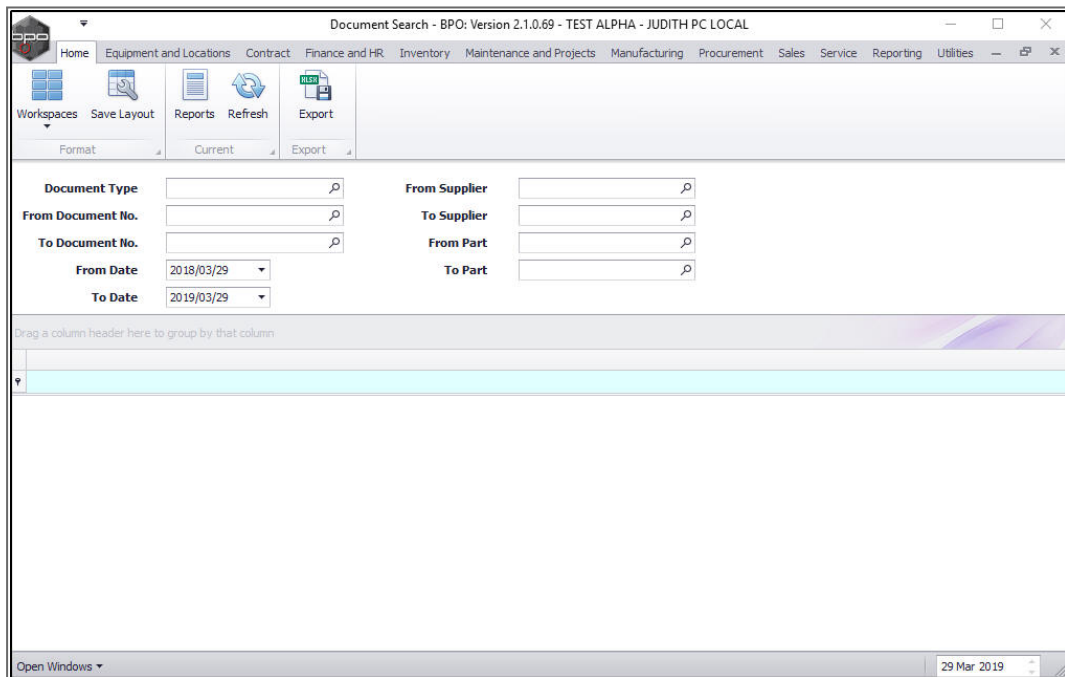 Document Search - BPO: Version 2.1.0.69 - TEST ALPHA - JUDITH PC LOCAL
bpo
Home Equipment and Locations Contract Finance and HR Inventory Maintenance and Projects Manufacturing Procurement Sales Service Reporting Utilities
XLSX
Workspaces Save Layout Reports Refresh Export
Format Current Export
Document Type From Supplier
From Document No. To Supplier
To Document No. From Part
From Date 2018/03/29 To Part
To Date 2019/03/29
Drag a column header here to group by that column
Open Windows 29 Mar 2019